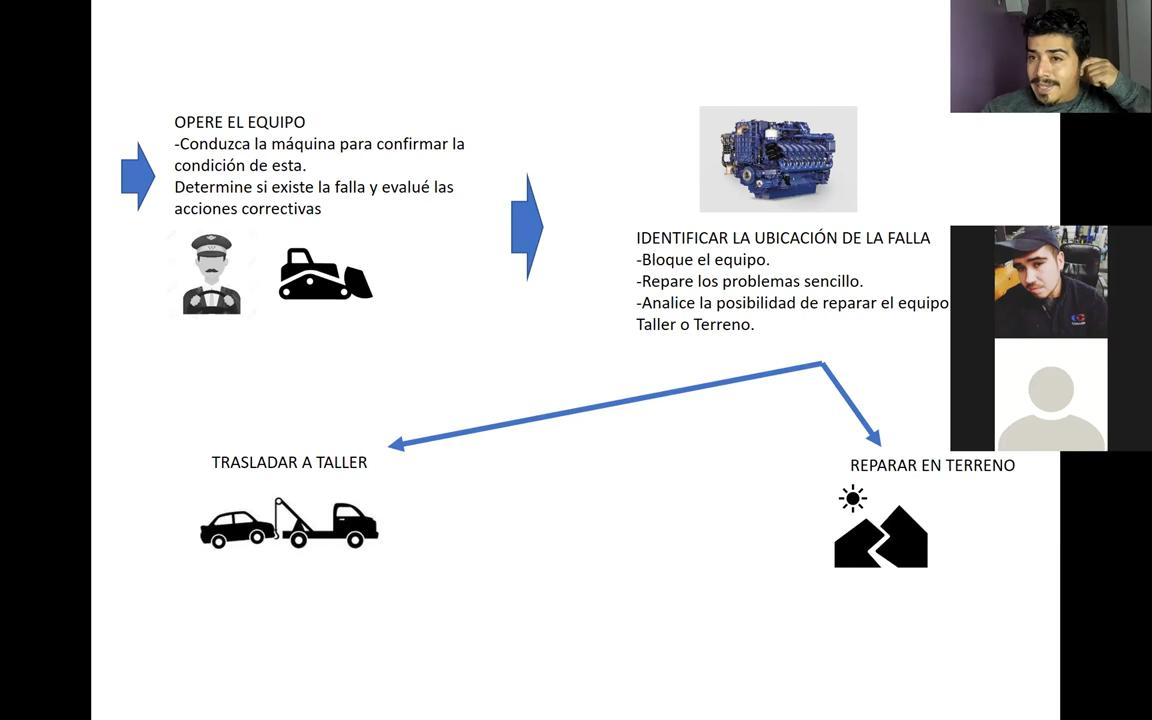 OPERE EL EQUIPO
-Conduzca la máquina para confirmar la
condición de esta.
Determine si existe la falla y evalué las
acciones correctivas
IDENTIFICAR LA UBICACIÓN DE LA FALLA
-Bloque el equipo.
-Repare los problemas sencillo.
-Analice la posibilidad de reparar el equipo
Taller o Terreno.
TRASLADAR A TALLER
REPARAR EN TERRENO